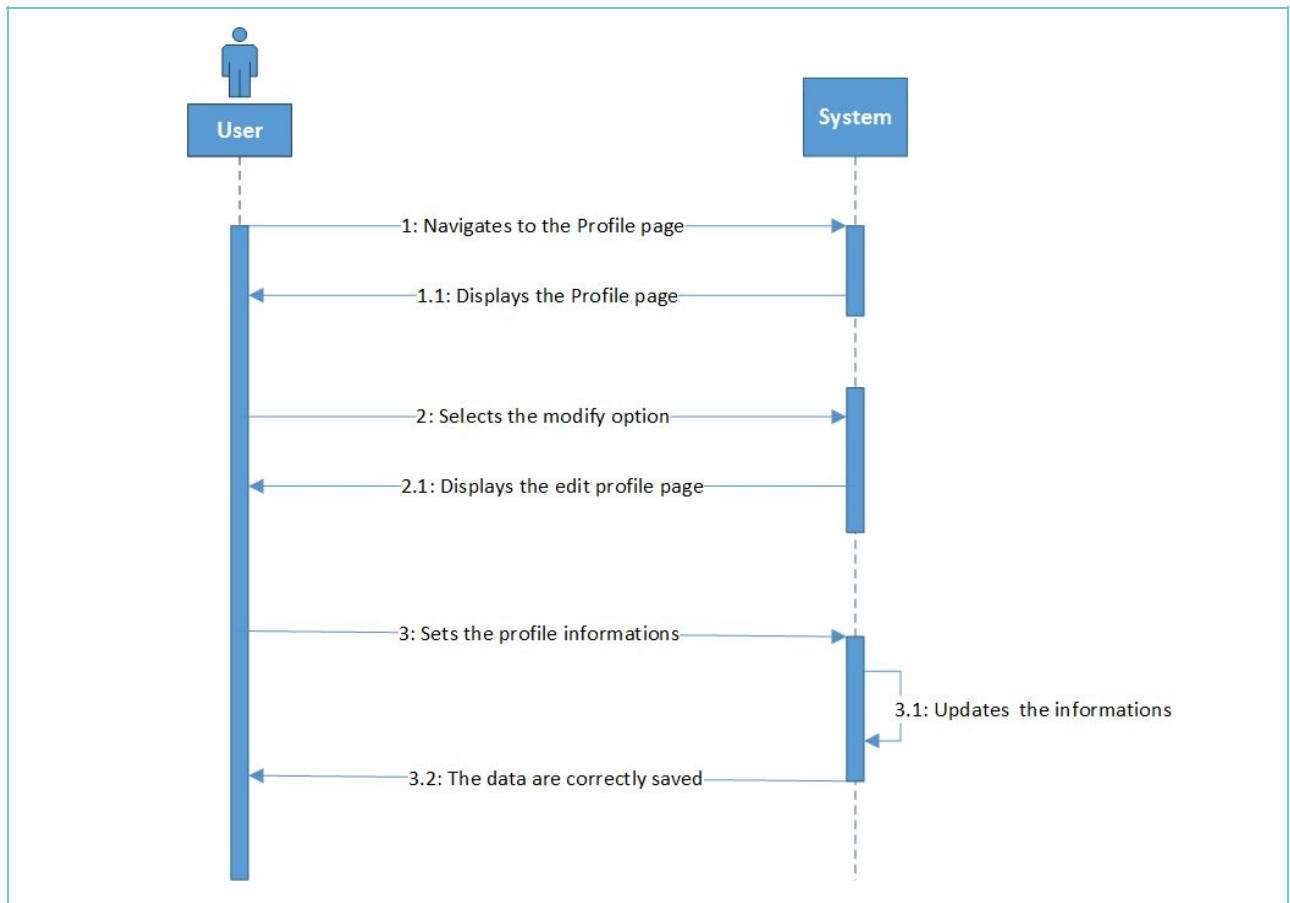 User
System
1: Navigates to the Profile page
1.1: Displays the Profile page
2: Selects the modify option
2.1: Displays the edit profile page
3: Sets the profile informations
3.1: Updates  the informations
3.2: The data are correctly saved